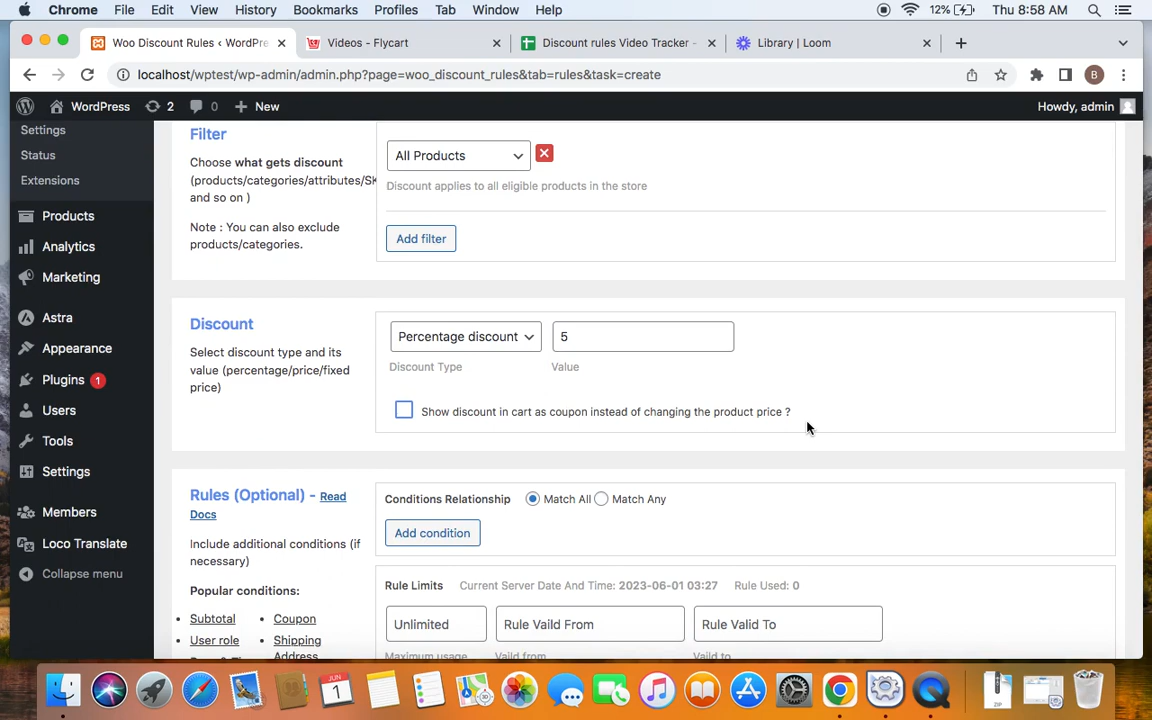 Chrome File Edit View History Bookmarks Profiles Tab Window Help 12% Thu 8:58 AM
Woo Discount Rules ‹ WordPre Videos - Flycart Discount rules Video Tracker - Library | Loom
localhost/wptest/wp-admin/admin.php?page=woo_discount_rules&tab=rules&task=create B
WordPress 2 0 New Howdy, admin
Settings
Status
Extensions
Products
Analytics
Marketing
Astra
Appearance
Plugins 1
Users
Tools
Settings
Members
Loco Translate
Collapse menu
Filter
Choose what gets discount
(products/categories/attributes/SK
and so on )
Note : You can also exclude
products/categories.
All Products
Discount applies to all eligible products in the store
Add filter
Discount
Select discount type and its
value (percentage/price/fixed
price)
Percentage discount 5
Discount Type Value
Show discount in cart as coupon instead of changing the product price ?
Rules (Optional) - Read
Docs
Include additional conditions (if
necessary)
Popular conditions:
Subtotal Coupon
User role Shipping
Address
Conditions Relationship Match All Match Any
Add condition
Rule Limits Current Server Date And Time: 2023-06-01 03:27 Rule Used: 0
Unlimited Rule Vaild From Rule Valid To
Maximum usage Vaild from Vaild to
JUN
1
ZIP